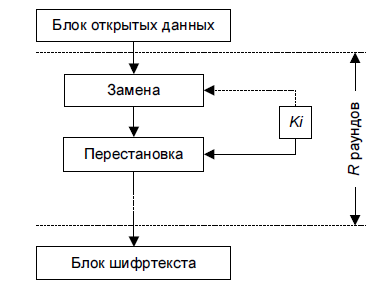 Блок открытых данных
Замена
Ki
Перестановка
R раундов
Блок шифртекста